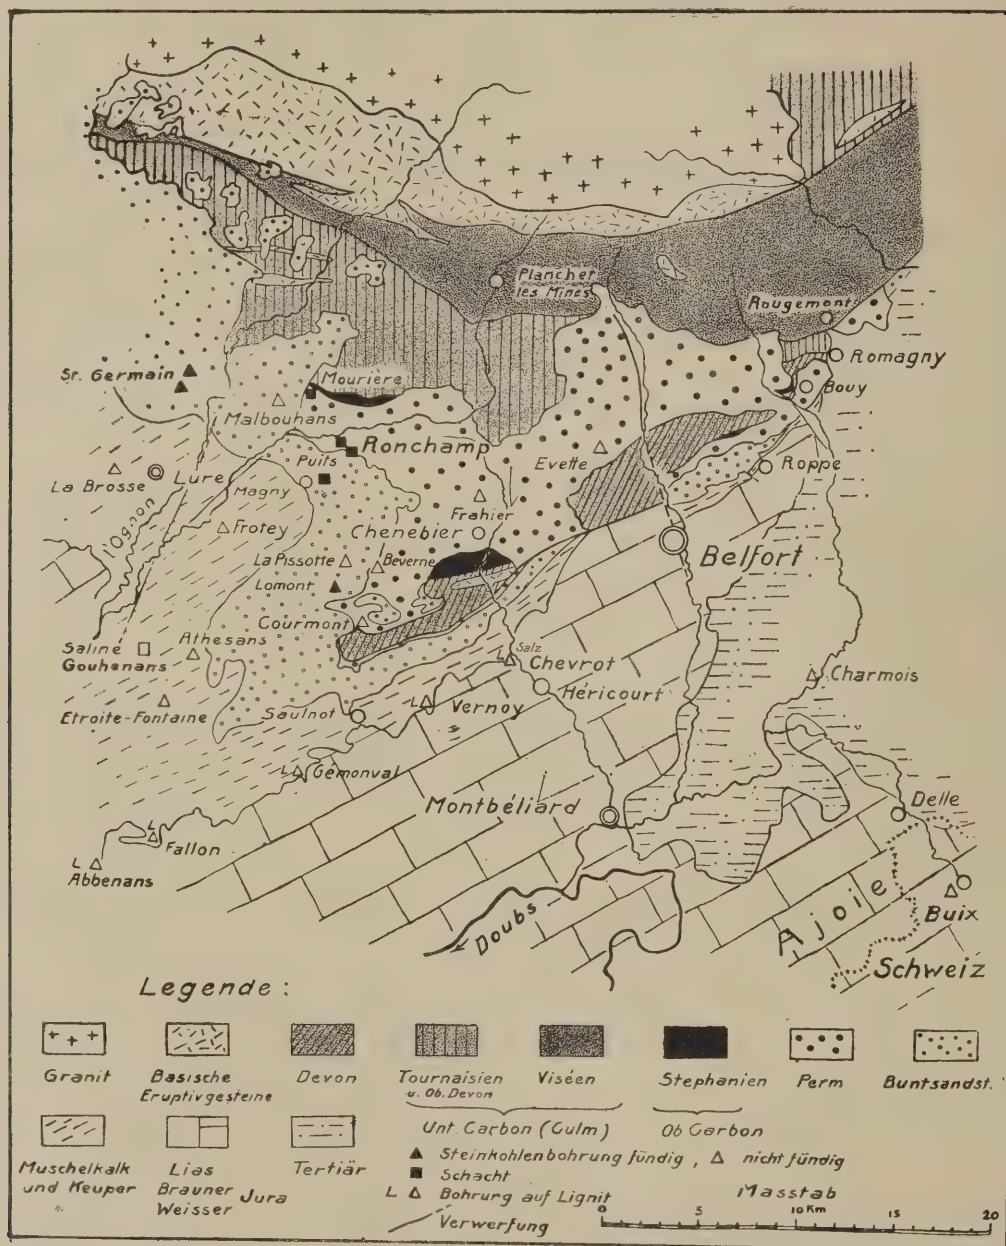 Plancher
les Mines
Rougemont
Romagny
Bouy
St. Germain
Mourière
Malbouhans
Ronchamp
Puits
Evette
Roppe
La Brosse
Lure
Magny
l'Ognon
Frotey
Frahier
Chenebier
Belfort
La Pissotte
Beverne
Lomont
Courmont
Saline
Gouhenans
Athesans
Salz
L Chevrot
Charmois
Etroite-Fontaine
Saulnot
L Vernoy
Héricourt
L Gémonval
Montbéliard
Delle
L
Fallon
L
Abbenans
Doubs
Ajoie
Buix
Schweiz
Legende:
Granit Basische Devon Tournaisien Viséen Stephanien Perm Buntsandst.
Eruptivgesteine u. Ob. Devon
Unt. Carbon (Culm) Ob Carbon
Muschelkalk Lias Tertiär
und Keuper Brauner Jura
Weisser
Steinkohlenbohrung fündig, nicht fündig
Schacht
L Bohrung auf Lignit
Verwerfung
Masstab
0 5 10 Km 15 20